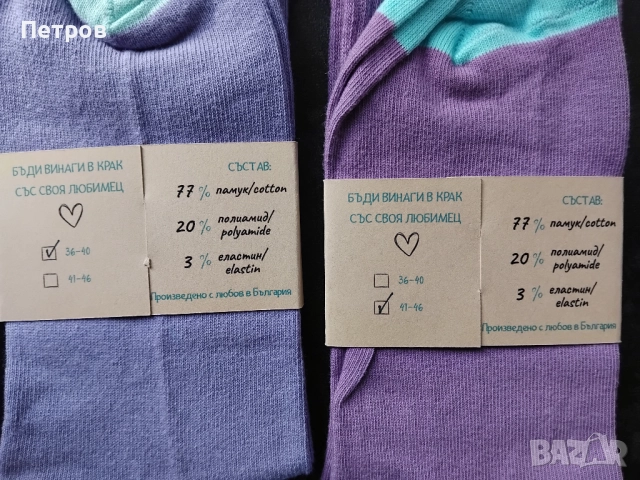 Петров
БЪДИ ВИНАГИ В КРАК
СЪС СВОЯ ЛЮБИМЕЦ
36-40
41-46
СЪСТАВ:
77 % памук/cotton
20 % полиамид/
polyamide
3 % еластин/
elastin
Произведено с любов в България
БЪДИ ВИНАГИ В КРАК
СЪС СВОЯ ЛЮБИМЕЦ
36-40
41-46
СЪСТАВ:
77 % памук/cotton
20 % полиамид/
polyamide
3 % еластин/
elastin
Произведено с любов в България
BAZAR